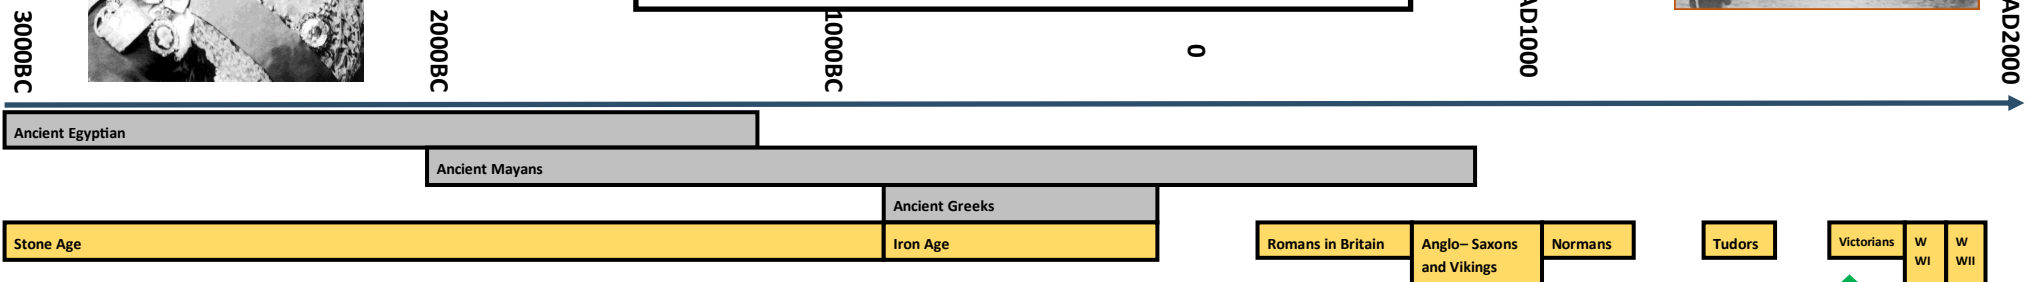 3000BC
2000BC
1000BC
0
AD1000
AD2000
Ancient Egyptian
Ancient Mayans
Ancient Greeks
Stone Age
Iron Age
Romans in Britain
Anglo– Saxons
and Vikings
Normans
Tudors
Victorians
W
WI
W
WII